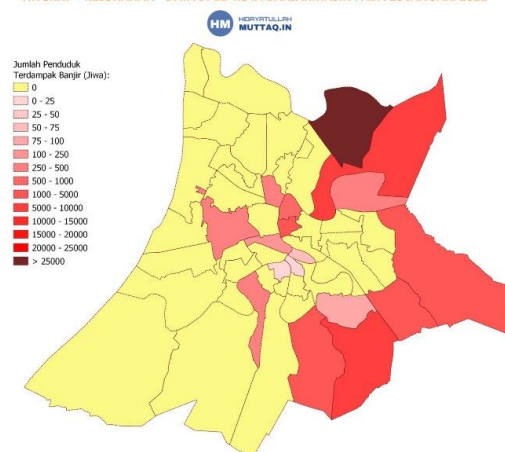 HM
HIDAYATULLAH
MUTTAQ.IN
Jumlah Penduduk
Terdampak Banjir (Jiwa):
0
0 - 25
25 - 50
50 - 75
75 - 100
100 - 250
250 - 500
500 - 1000
1000 - 5000
5000 - 10000
10000 - 15000
15000 - 20000
20000 - 25000
> 25000